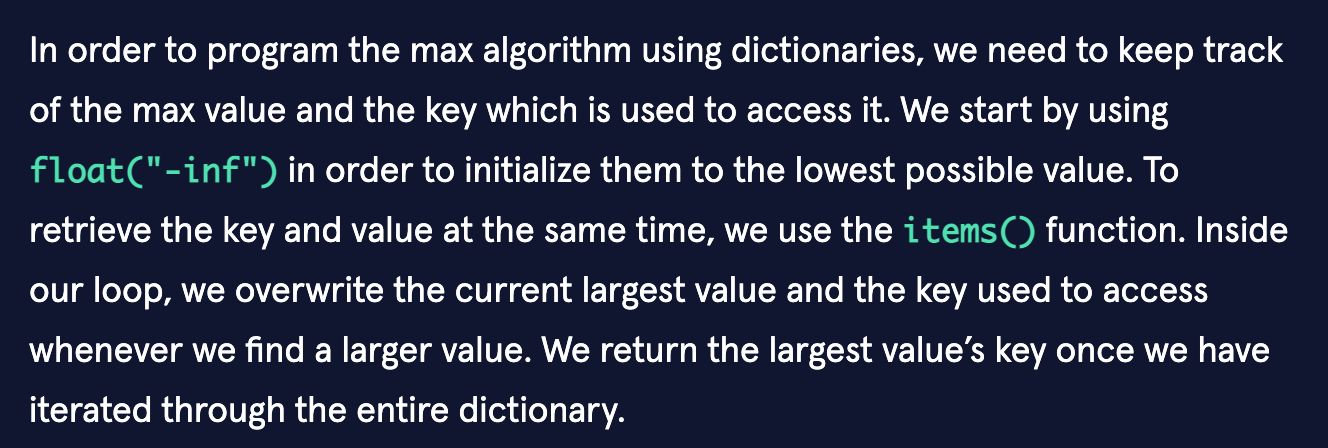 In order to program the max algorithm using dictionaries, we need to keep track
of the max value and the key which is used to access it. We start by using
float("-inf") in order to initialize them to the lowest possible value. To
retrieve the key and value at the same time, we use the items() function. Inside
our loop, we overwrite the current largest value and the key used to access
whenever we find a larger value. We return the largest value’s key once we have
iterated through the entire dictionary.